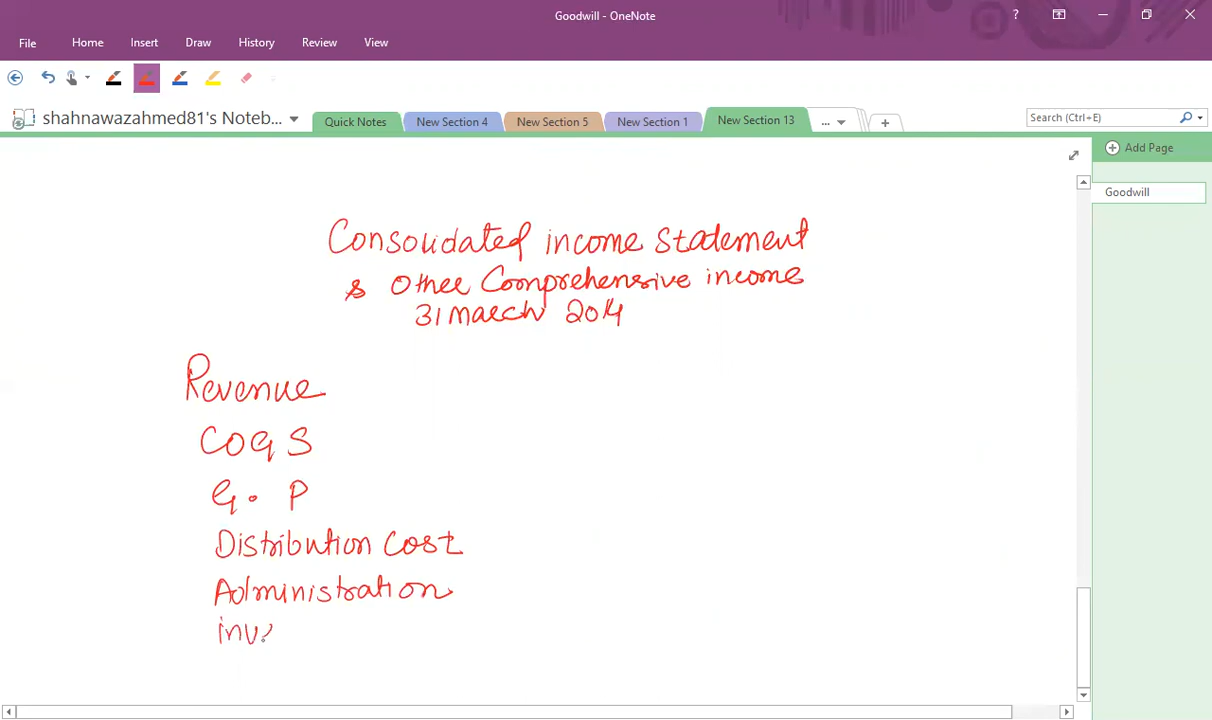 Goodwill - OneNote
?
File Home Insert Draw History Review View
shahnawazahmed81's Noteb...
Quick Notes
New Section 4
New Section 5
New Section 1
New Section 13
...
Search (Ctrl+E)
Add Page
Goodwill
Consolidated income Statement
& Other Comprehensive income
31 March 2014
Revenue
COGS
G. P
Distribution Cost
Administration
inve